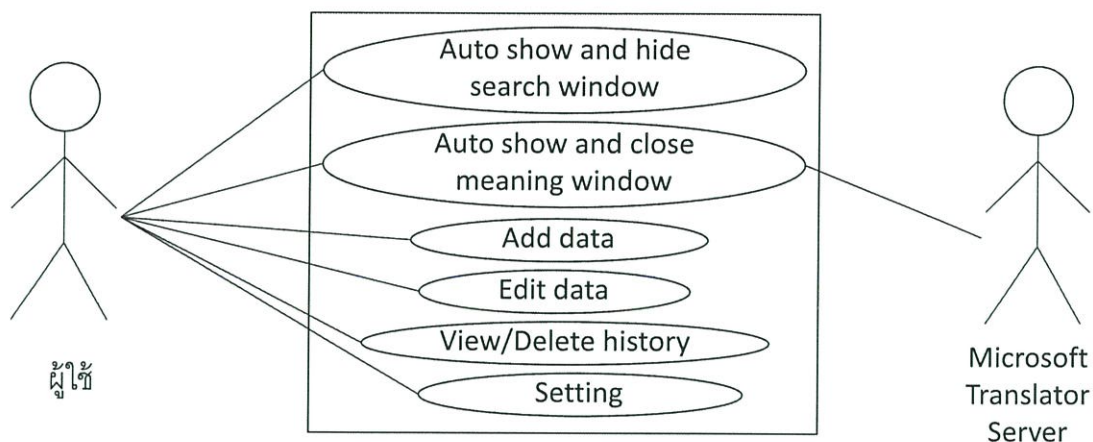 Auto show and hide
search window
Auto show and close
meaning window
Add data
Edit data
View/Delete history
Setting
ผู้ใช้
Microsoft
Translator
Server